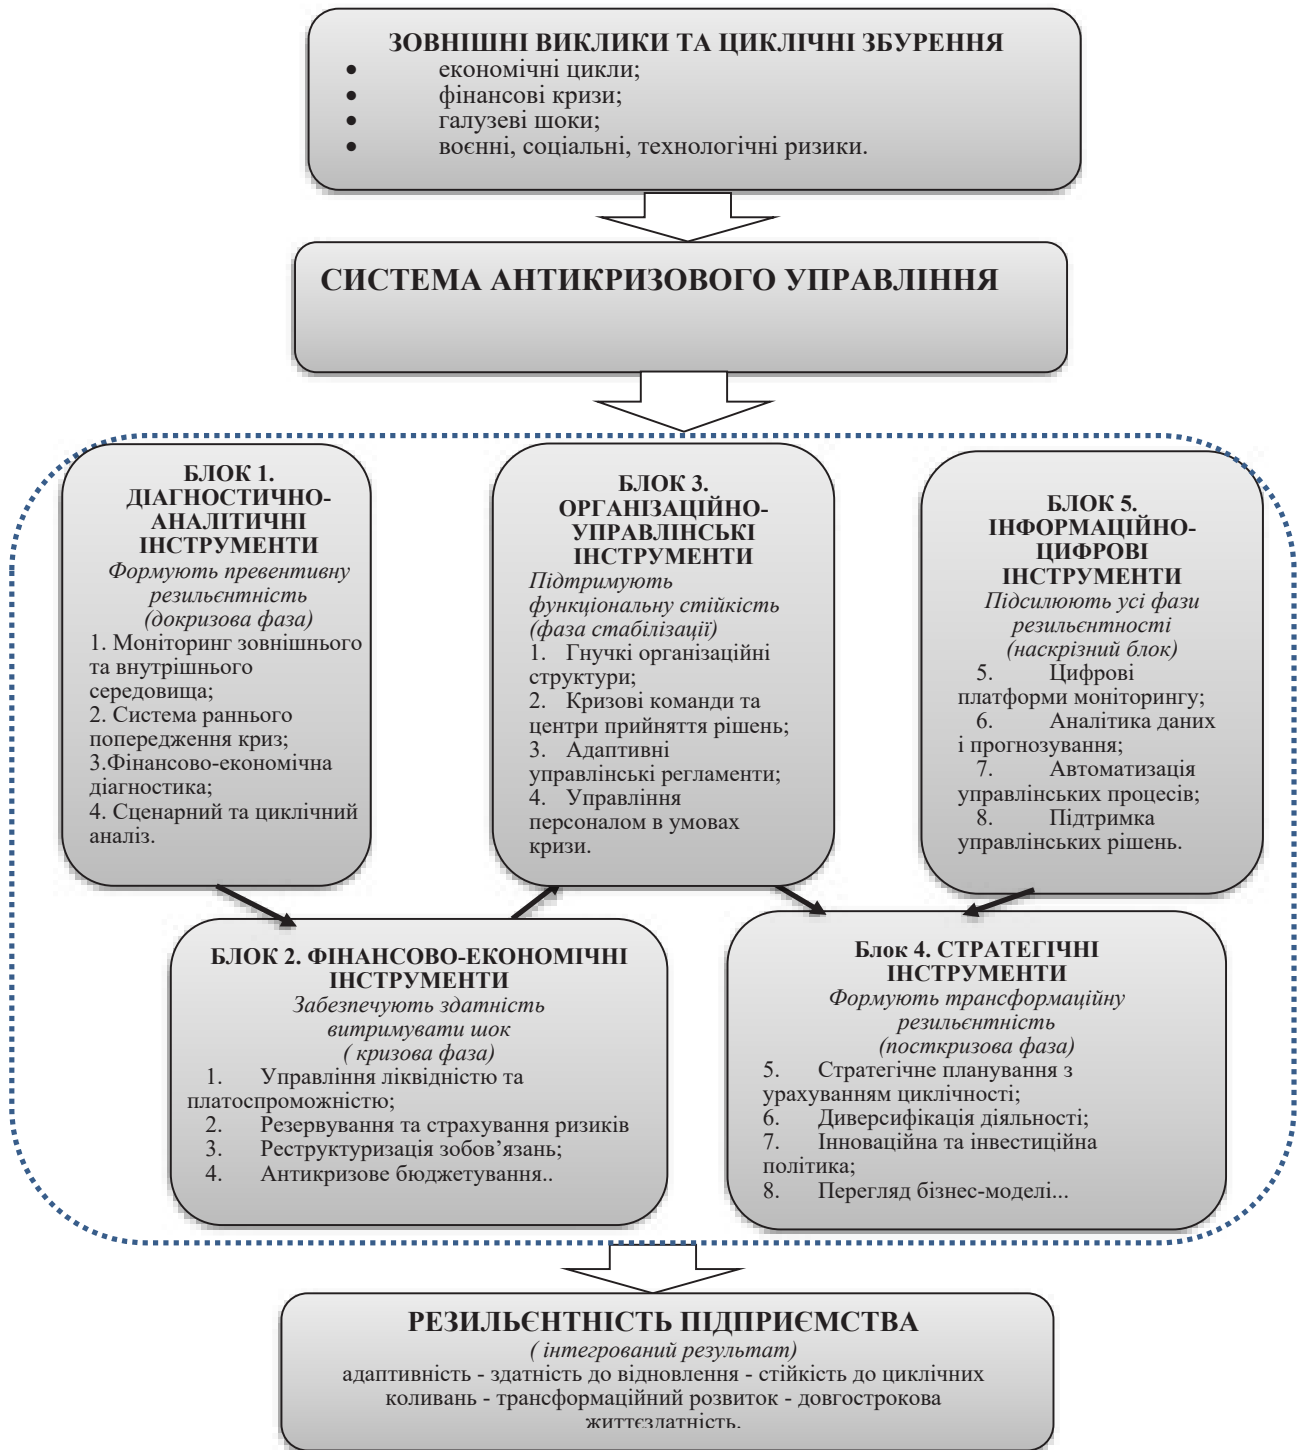 ЗОВНІШНІ ВИКЛИКИ ТА ЦИКЛІЧНІ ЗБУРЕННЯ
• економічні цикли;
• фінансові кризи;
• галузеві шоки;
• воєнні, соціальні, технологічні ризики.
СИСТЕМА АНТИКРИЗОВОГО УПРАВЛІННЯ
БЛОК 1.
ДІАГНОСТИЧНО-
АНАЛІТИЧНІ
ІНСТРУМЕНТИ
Формують превентивну
резильєнтність
(докризова фаза)
1. Моніторинг зовнішнього
та внутрішнього
середовища;
2. Система раннього
попередження криз;
3.Фінансово-економічна
діагностика;
4. Сценарний та циклічний
аналіз.
БЛОК 3.
ОРГАНІЗАЦІЙНО-
УПРАВЛІНСЬКІ
ІНСТРУМЕНТИ
Підтримують
функціональну стійкість
(фаза стабілізації)
1. Гнучкі організаційні
структури;
2. Кризові команди та
центри прийняття рішень;
3. Адаптивні
управлінські регламенти;
4. Управління
персоналом в умовах
кризи.
БЛОК 5.
ІНФОРМАЦІЙНО-
ЦИФРОВІ
ІНСТРУМЕНТИ
Підсилюють усі фази
резильєнтності
(наскрізний блок)
5. Цифрові
платформи моніторингу;
6. Аналітика даних
і прогнозування;
7. Автоматизація
управлінських процесів;
8. Підтримка
управлінських рішень.
БЛОК 2. ФІНАНСОВО-ЕКОНОМІЧНІ
ІНСТРУМЕНТИ
Забезпечують здатність
витримувати шок
( кризова фаза)
1. Управління ліквідністю та
платоспроможністю;
2. Резервування та страхування ризиків
3. Реструктуризація зобов’язань;
4. Антикризове бюджетування..
Блок 4. СТРАТЕГІЧНІ
ІНСТРУМЕНТИ
Формують трансформаційну
резильєнтність
(посткризова фаза)
5. Стратегічне планування з
урахуванням циклічності;
6. Диверсифікація діяльності;
7. Інноваційна та інвестиційна
політика;
8. Перегляд бізнес-моделі...
РЕЗИЛЬЄНТНІСТЬ ПІДПРИЄМСТВА
( інтегрований результат)
адаптивність - здатність до відновлення - стійкість до циклічних
коливань - трансформаційний розвиток - довгострокова
життєздатність.